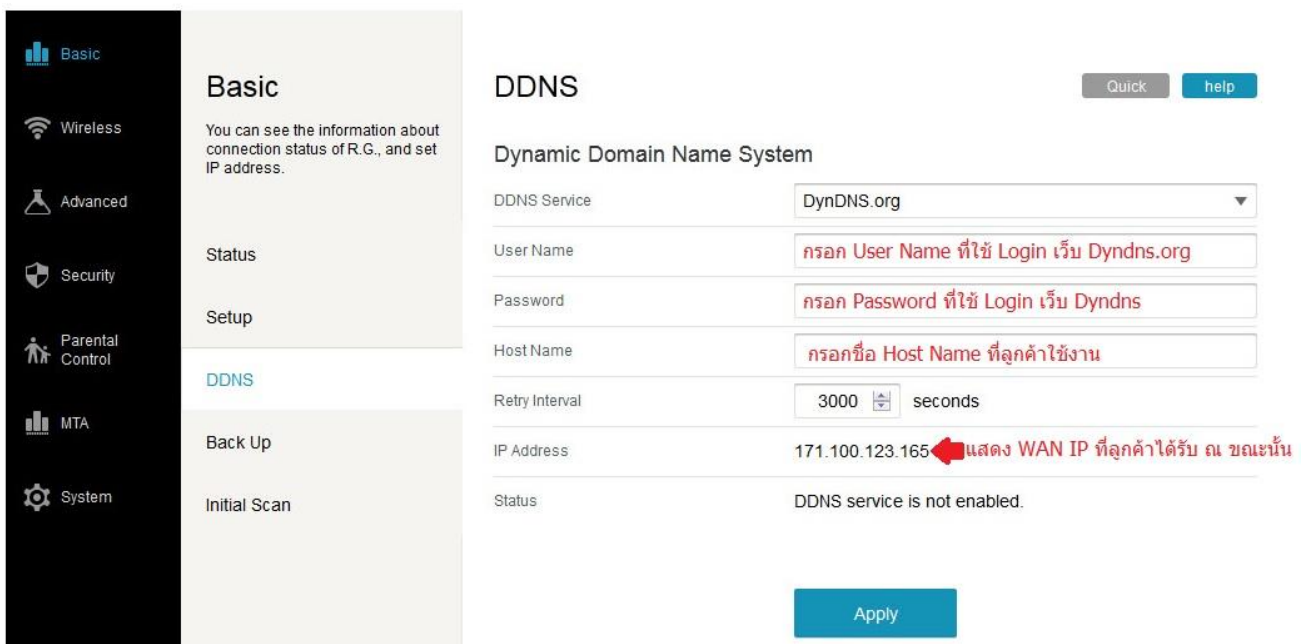 Basic
Wireless
Advanced
Security
Parental
Control
MTA
System
Basic
You can see the information about
connection status of R.G., and set
IP address.
Status
Setup
DDNS
Back Up
Initial Scan
DDNS
Quick
help
Dynamic Domain Name System
DDNS Service
DynDNS.org
User Name
กรอก User Name ที่ใช้ Login เว็บ Dyndns.org
Password
กรอก Password ที่ใช้ Login เว็บ Dyndns
Host Name
กรอกชื่อ Host Name ที่ลูกค้าใช้งาน
Retry Interval
3000 seconds
IP Address
171.100.123.165 แสดง WAN IP ที่ลูกค้าได้รับ ณ ขณะนั้น
Status
DDNS service is not enabled.
Apply